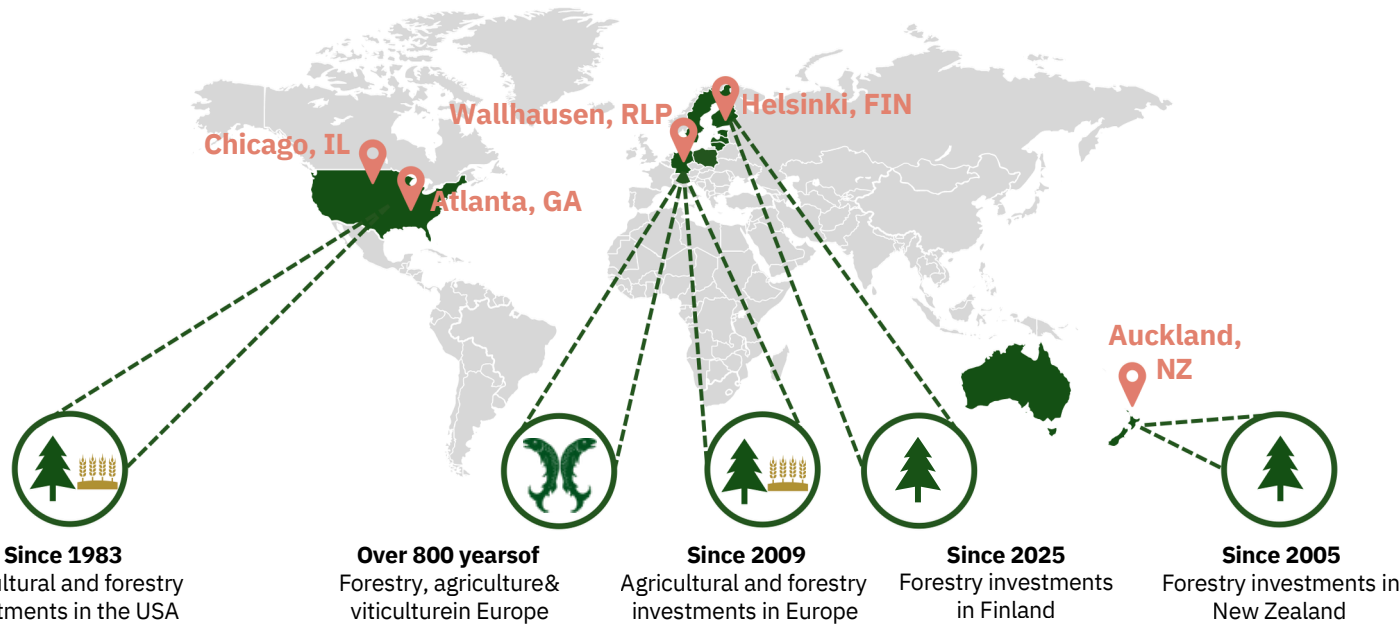 Helsinki, FIN
Wallhausen, RLP
Chicago, IL
Atlanta, GA
Auckland,
NZ
Since 1983
ultural and forestry
tments in the USA
Over 800 yearsof
Forestry, agriculture&
viticulturein Europe
Since 2009
Agricultural and forestry
investments in Europe
Since 2025
Forestry investments
in Finland
Since 2005
Forestry investments in
New Zealand